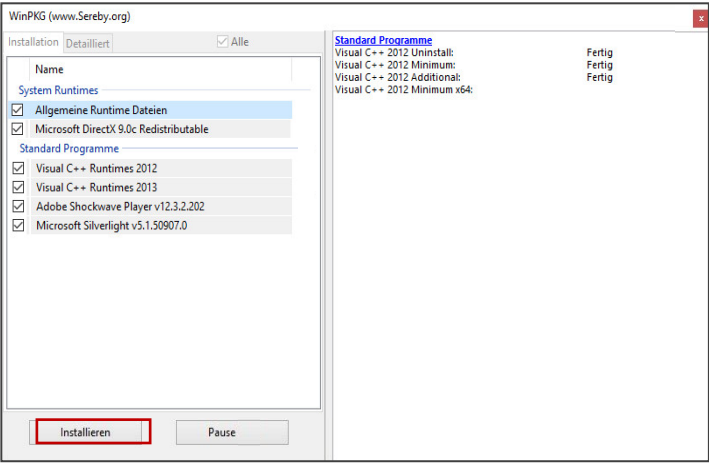 WinPKG (www.Sereby.org)
x
Installation Detailliert Alle
Name
System Runtimes
Allgemeine Runtime Dateien
Microsoft DirectX 9.0c Redistributable
Standard Programme
Visual C++ Runtimes 2012
Visual C++ Runtimes 2013
Adobe Shockwave Player v12.3.2.202
Microsoft Silverlight v5.1.50907.0
Installieren Pause
Standard Programme
Visual C++ 2012 Uninstall: Fertig
Visual C++ 2012 Minimum: Fertig
Visual C++ 2012 Additional: Fertig
Visual C++ 2012 Minimum x64: